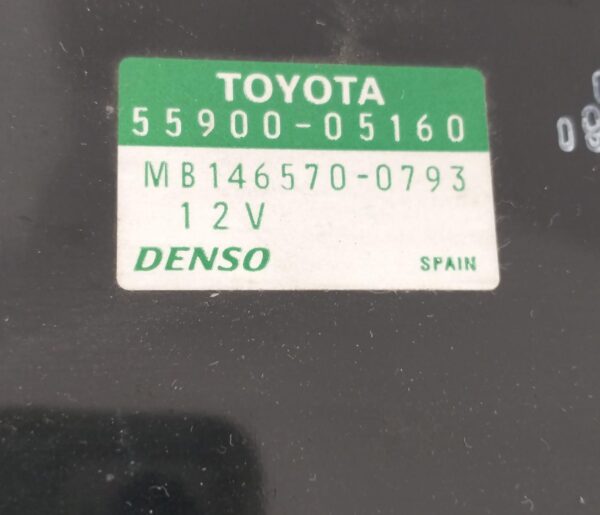 TOYOTA
55900-05160
MB146570-0793
12V
DENSO SPAIN